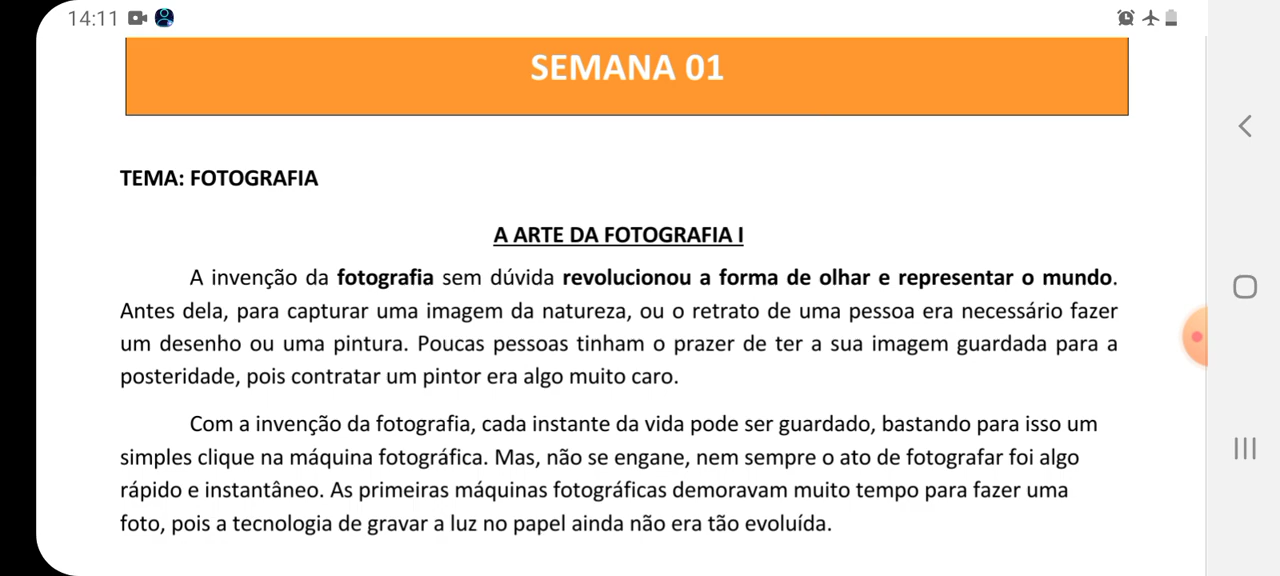 14:11
SEMANA 01
TEMA: FOTOGRAFIA
A ARTE DA FOTOGRAFIA I
A invenção da fotografia sem dúvida revolucionou a forma de olhar e representar o mundo.
Antes dela, para capturar uma imagem da natureza, ou o retrato de uma pessoa era necessário fazer
um desenho ou uma pintura. Poucas pessoas tinham o prazer de ter a sua imagem guardada para a
posteridade, pois contratar um pintor era algo muito caro.
Com a invenção da fotografia, cada instante da vida pode ser guardado, bastando para isso um
simples clique na máquina fotográfica. Mas, não se engane, nem sempre o ato de fotografar foi algo
rápido e instantâneo. As primeiras máquinas fotográficas demoravam muito tempo para fazer uma
foto, pois a tecnologia de gravar a luz no papel ainda não era tão evoluída.